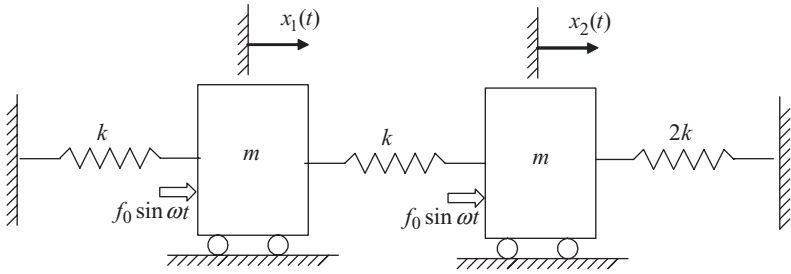 x₁(t)
x₂(t)
k
m
k
m
2k
f₀ sin ωt
f₀ sin ωt